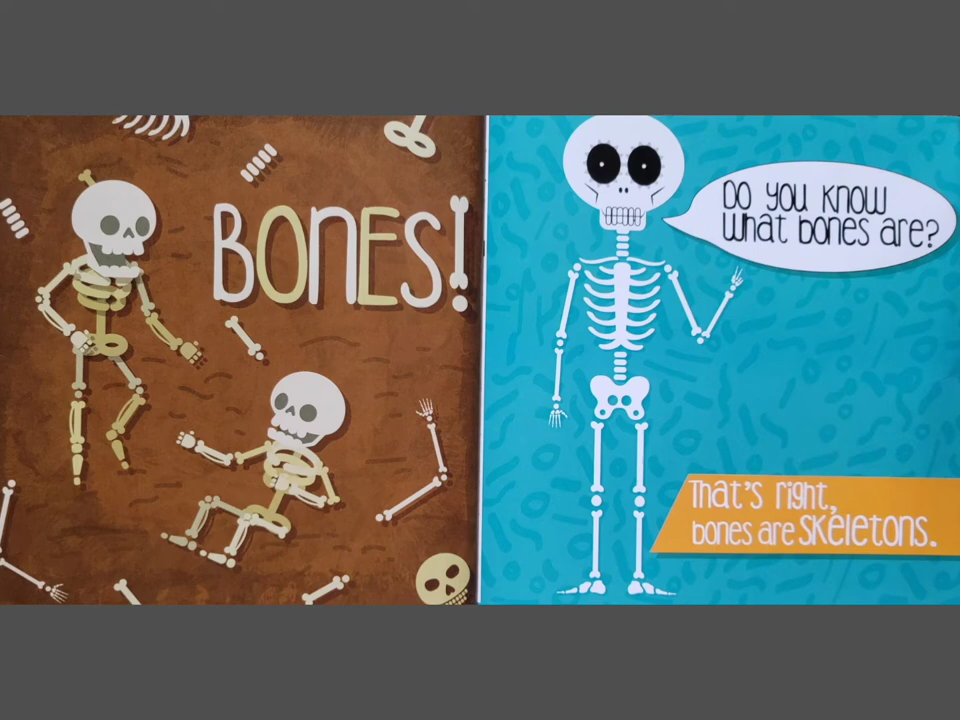 BONES!
Do you know
what bones are?
That's right,
bones are skeletons.